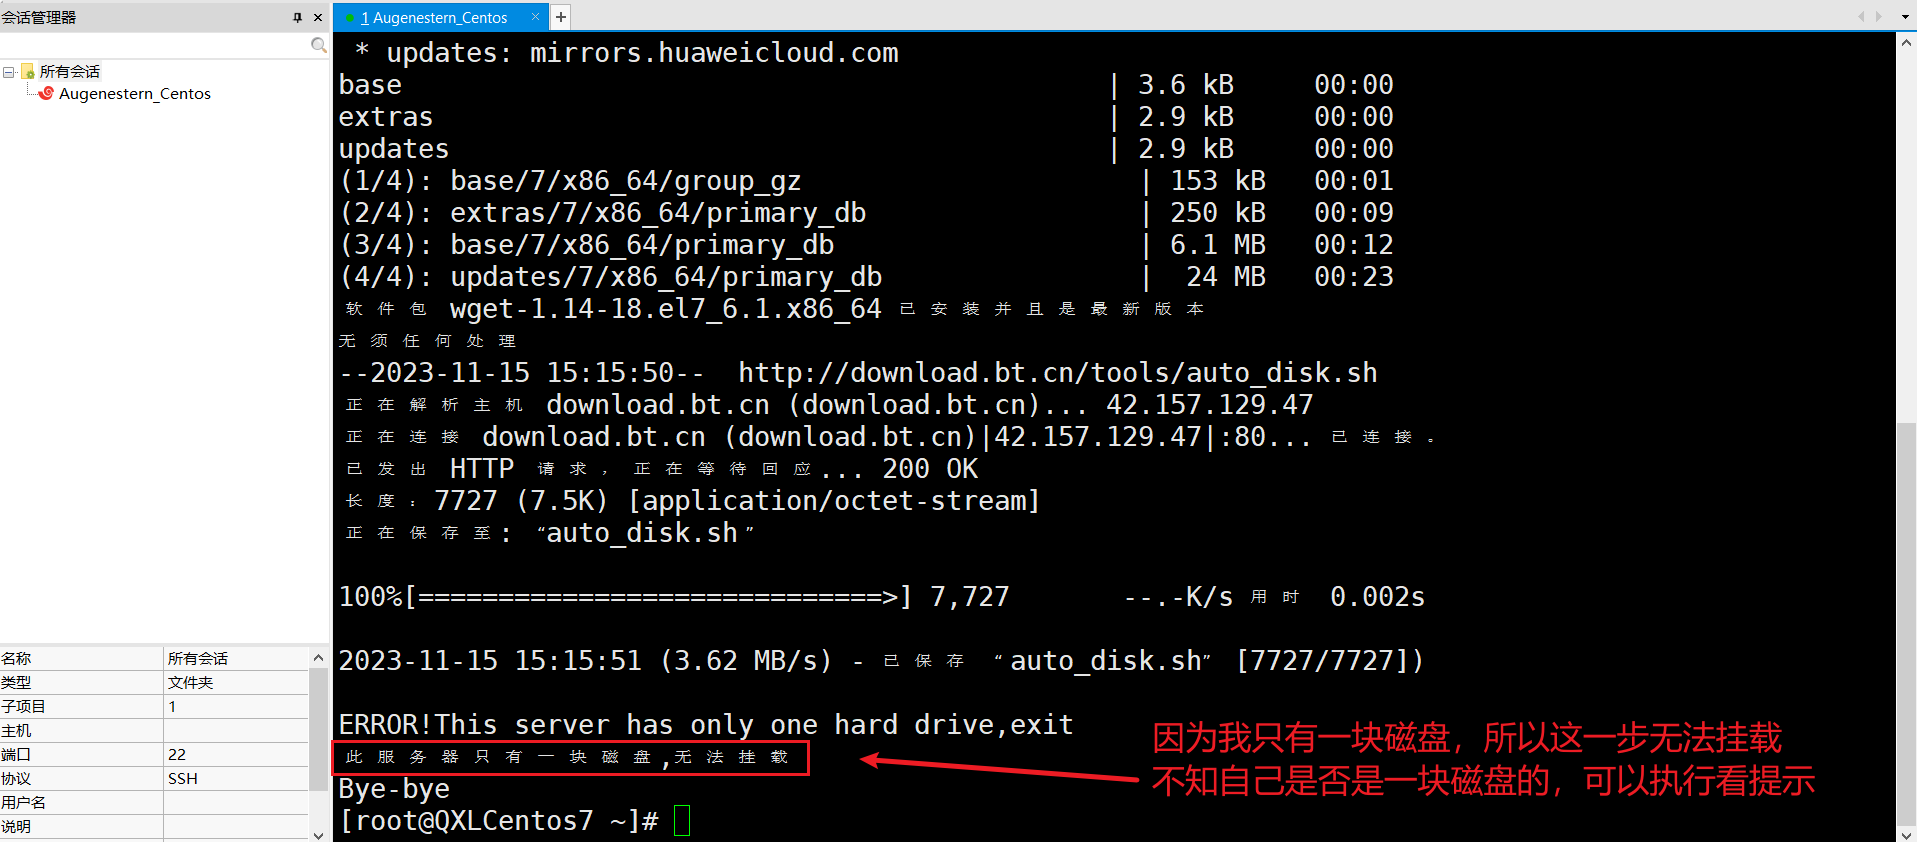 会话管理器
所有会话
Augenestern_Centos
名称 所有会话
类型 文件夹
子项目 1
主机
端口 22
协议 SSH
用户名
说明
1 Augenestern_Centos
* updates: mirrors.huaweicloud.com
base | 3.6 kB 00:00
extras | 2.9 kB 00:00
updates | 2.9 kB 00:00
(1/4): base/7/x86_64/group_gz | 153 kB 00:01
(2/4): extras/7/x86_64/primary_db | 250 kB 00:09
(3/4): base/7/x86_64/primary_db | 6.1 MB 00:12
(4/4): updates/7/x86_64/primary_db | 24 MB 00:23
软件包 wget-1.14-18.el7_6.1.x86_64 已安装并且是最新版本
无须任何处理
--2023-11-15 15:15:50-- http://download.bt.cn/tools/auto_disk.sh
正在解析主机 download.bt.cn (download.bt.cn)... 42.157.129.47
正在连接 download.bt.cn (download.bt.cn)|42.157.129.47|:80... 已连接。
已发出 HTTP 请求，正在等待回应... 200 OK
长度：7727 (7.5K) [application/octet-stream]
正在保存至: “auto_disk.sh”
100%[=============================>] 7,727 --.-K/s 用时 0.002s
2023-11-15 15:15:51 (3.62 MB/s) - 已保存 “auto_disk.sh” [7727/7727])
ERROR!This server has only one hard drive,exit
此服务器只有一块磁盘,无法挂载
Bye-bye
[root@QXLCentos7 ~]#
因为我只有一块磁盘，所以这一步无法挂载
不知自己是否是一块磁盘的，可以执行看提示